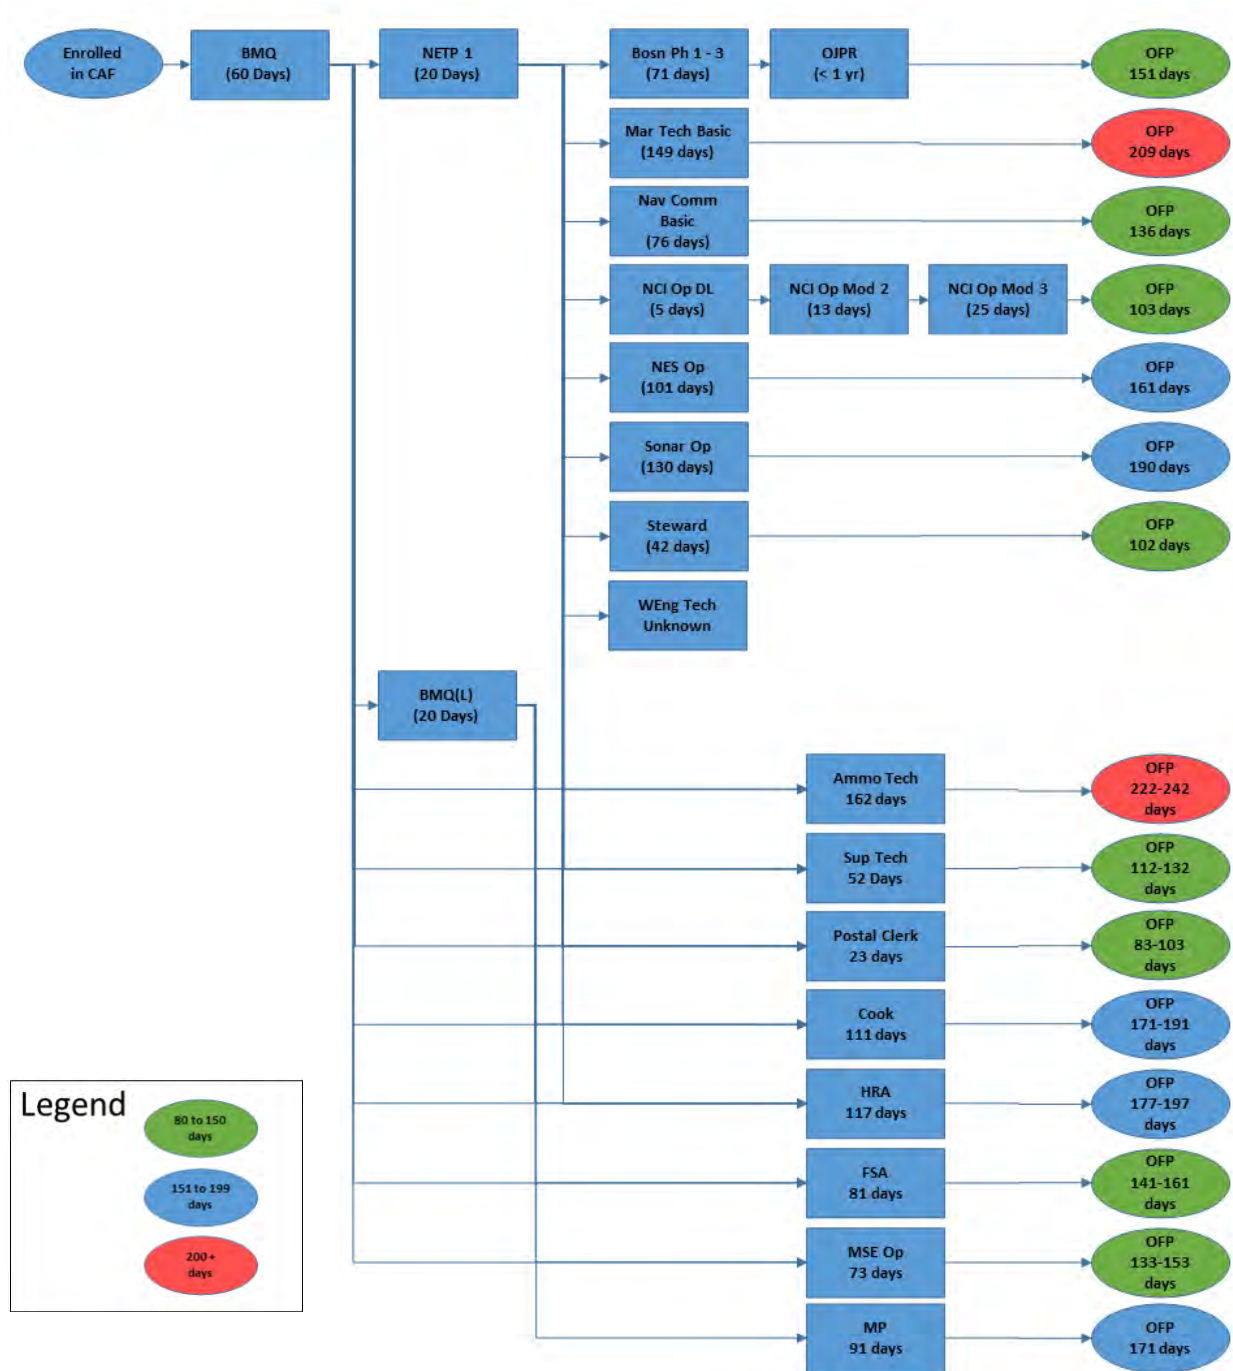 Enrolled
in CAF
BMQ
(60 Days)
NETP 1
(20 Days)
Bosn Ph 1 - 3
(71 days)
OJPR
(< 1 yr)
OFP
151 days
Mar Tech Basic
(149 days)
OFP
209 days
Nav Comm
Basic
(76 days)
OFP
136 days
NCI Op DL
(5 days)
NCI Op Mod 2
(13 days)
NCI Op Mod 3
(25 days)
OFP
103 days
NES Op
(101 days)
OFP
161 days
Sonar Op
(130 days)
OFP
190 days
Steward
(42 days)
OFP
102 days
WEng Tech
Unknown
BMQ(L)
(20 Days)
Ammo Tech
162 days
OFP
222-242
days
Sup Tech
52 Days
OFP
112-132
days
Postal Clerk
23 days
OFP
83-103
days
Cook
111 days
OFP
171-191
days
HRA
117 days
OFP
177-197
days
FSA
81 days
OFP
141-161
days
MSE Op
73 days
OFP
133-153
days
MP
91 days
OFP
171 days
Legend
80 to 150
days
151 to 199
days
200 +
days